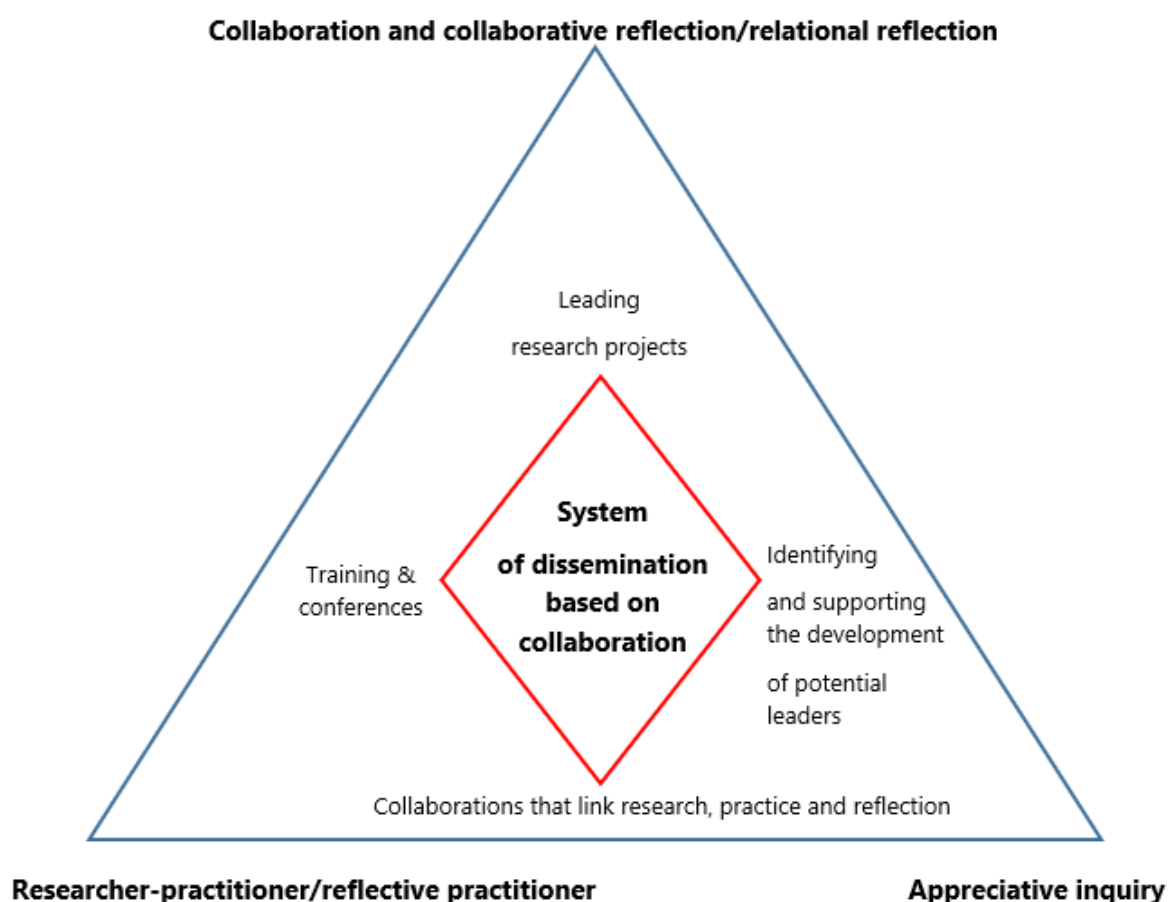 Collaboration and collaborative reflection/relational reflection
Leading
research projects
System
of dissemination
based on
collaboration
Training &
conferences
Identifying
and supporting
the development
of potential
leaders
Collaborations that link research, practice and reflection
Researcher-practitioner/reflective practitioner
Appreciative inquiry